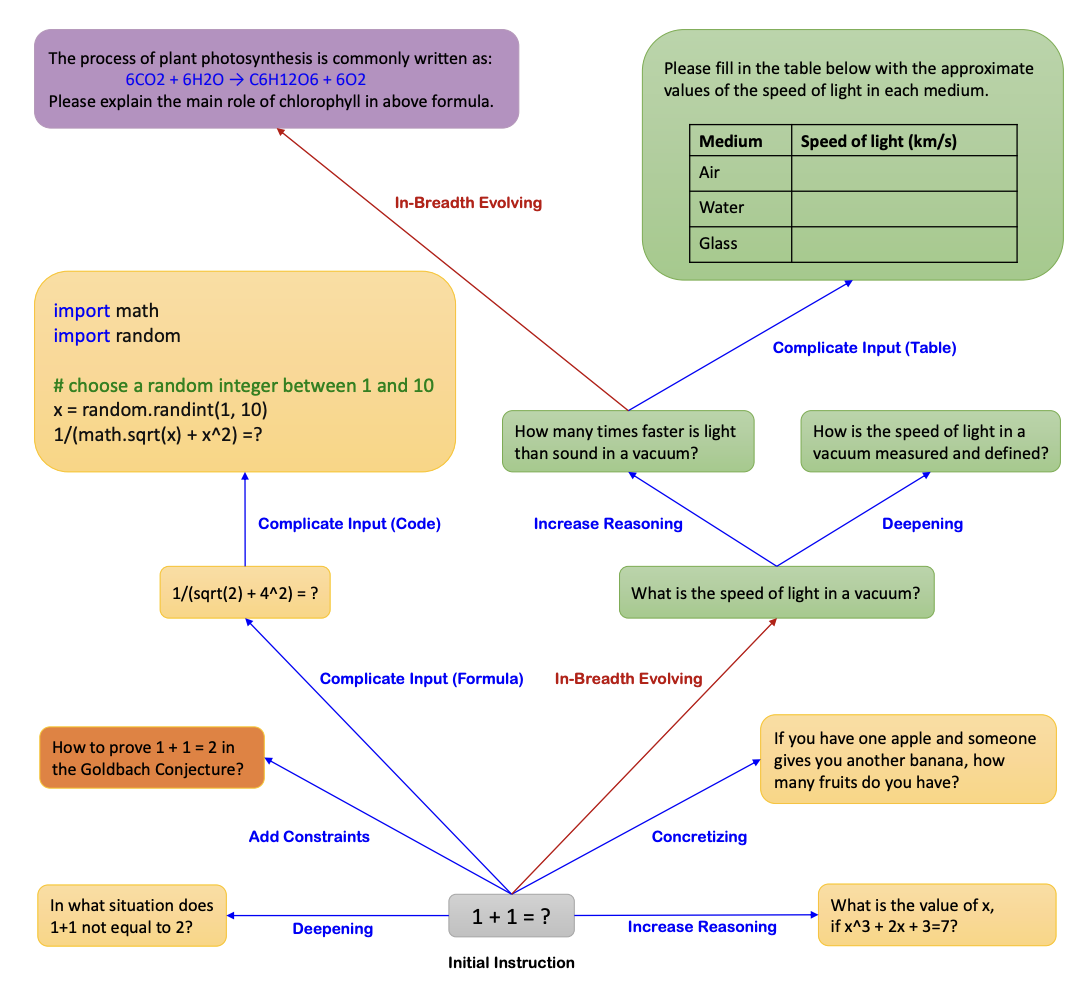 The process of plant photosynthesis is commonly written as:
6CO2 + 6H2O → C6H12O6 + 6O2
Please explain the main role of chlorophyll in above formula.
Please fill in the table below with the approximate
values of the speed of light in each medium.
Medium Speed of light (km/s)
Air
Water
Glass
In-Breadth Evolving
Complicate Input (Table)
import math
import random
# choose a random integer between 1 and 10
x = random.randint(1, 10)
1/(math.sqrt(x) + x^2) =?
How many times faster is light
than sound in a vacuum?
How is the speed of light in a
vacuum measured and defined?
Complicate Input (Code)
Increase Reasoning
Deepening
1/(sqrt(2) + 4^2) = ?
What is the speed of light in a vacuum?
Complicate Input (Formula)
In-Breadth Evolving
How to prove 1 + 1 = 2 in
the Goldbach Conjecture?
If you have one apple and someone
gives you another banana, how
many fruits do you have?
Add Constraints
Concretizing
In what situation does
1+1 not equal to 2?
Deepening
1 + 1 = ?
Increase Reasoning
What is the value of x,
if x^3 + 2x + 3=7?
Initial Instruction